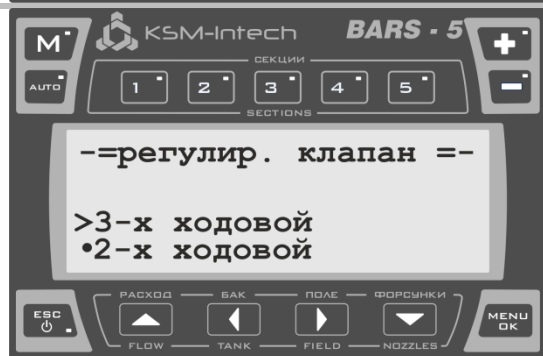 M
KSM-Intech
BARS - 5
+
AUTO
СЕКЦИИ
1 2 3 4 5
SECTIONS
-
-=регулир. клапан =-
>3-х ходовой
•2-х ходовой
ESC
РАСХОД БАК ПОЛЕ ФОРСУНКИ
FLOW TANK FIELD NOZZLES
MENU
OK